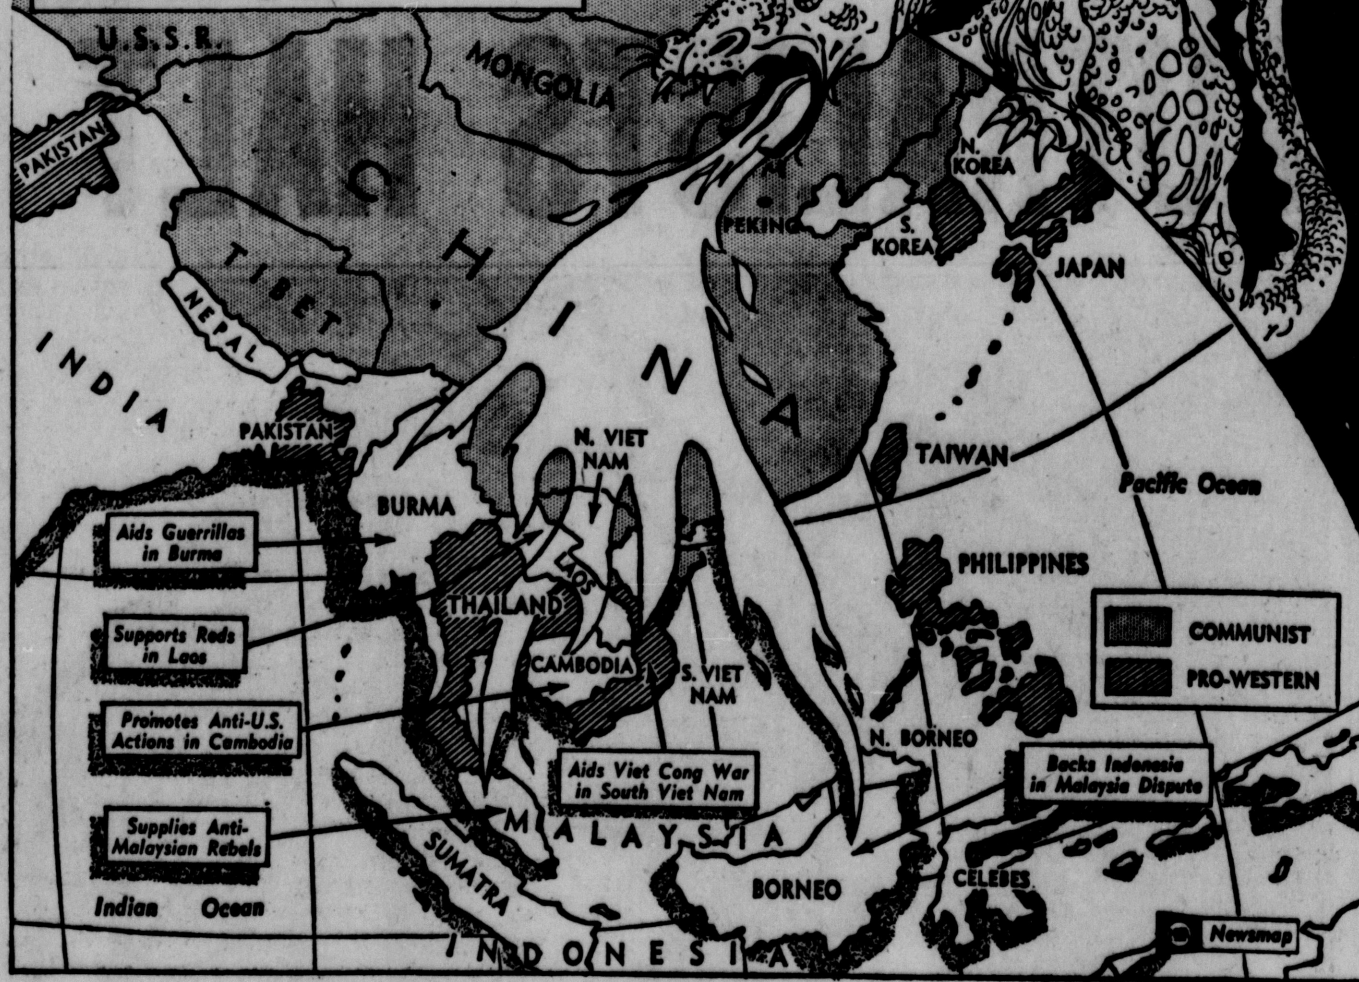 U.S.S.R.
MONGOLIA
PAKISTAN
N.
KOREA
CHINA
PEKING
S.
KOREA
JAPAN
TIBET
NEPAL
INDIA
PAKISTAN
N. VIET
NAM
TAIWAN
Pacific Ocean
BURMA
Aids Guerrillas
in Burma
LAOS
PHILIPPINES
THAILAND
COMMUNIST
PRO-WESTERN
Supports Reds
in Laos
CAMBODIA
S. VIET
NAM
Promotes Anti-U.S.
Actions in Cambodia
N. BORNEO
Aids Viet Cong War
in South Viet Nam
Backs Indonesia
in Malaysia Dispute
Supplies Anti-
Malaysian Rebels
MALAYSIA
SUMATRA
BORNEO
CELEBES
Indian Ocean
INDONESIA
Newsmap